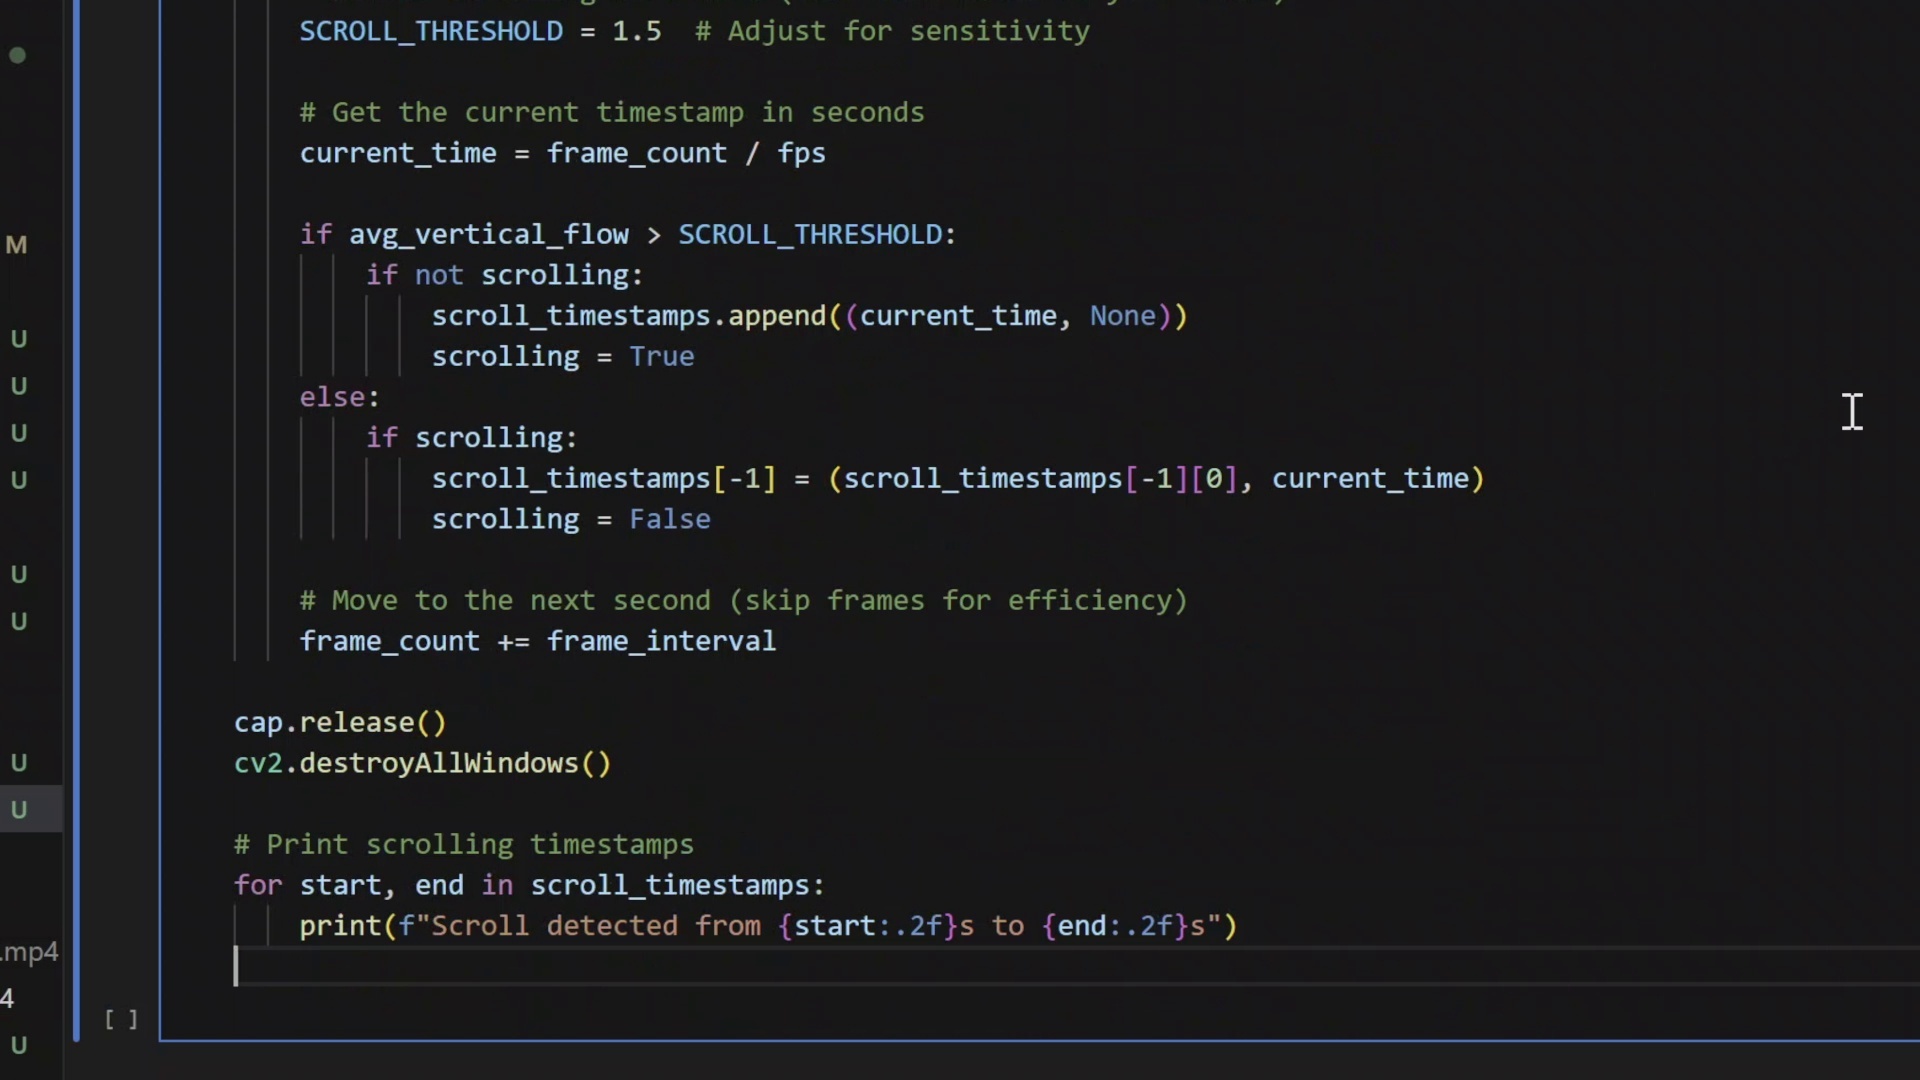 SCROLL_THRESHOLD = 1.5  # Adjust for sensitivity
# Get the current timestamp in seconds
current_time = frame_count / fps
M
if avg_vertical_flow > SCROLL_THRESHOLD:
if not scrolling:
scroll_timestamps.append((current_time, None))
U
scrolling = True
U
else:
U
if scrolling:
scroll_timestamps[-1] = (scroll_timestamps[-1][0], current_time)
U
scrolling = False
U
# Move to the next second (skip frames for efficiency)
U
frame_count += frame_interval
cap.release()
U
cv2.destroyAllWindows()
U
# Print scrolling timestamps
for start, end in scroll_timestamps:
print(f"Scroll detected from {start:.2f}s to {end:.2f}s")
.mp4
4
[ ]
U